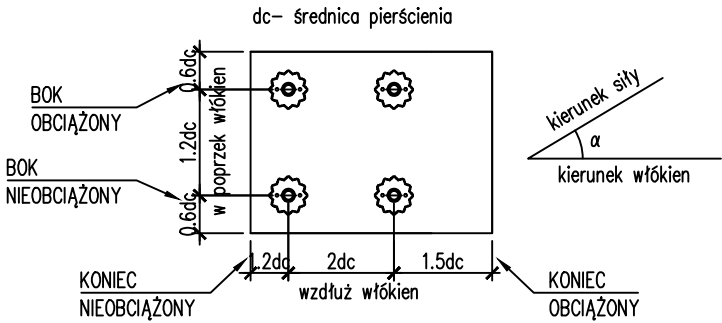 dc- średnica pierścienia
0.6dc
BOK
OBCIĄŻONY
1.2dc
w poprzek włókien
BOK
NIEOBCIĄŻONY
0.6dc
kierunek siły
α
kierunek włókien
1.2dc
2dc
1.5dc
wzdłuż włókien
KONIEC
NIEOBCIĄŻONY
KONIEC
OBCIĄŻONY